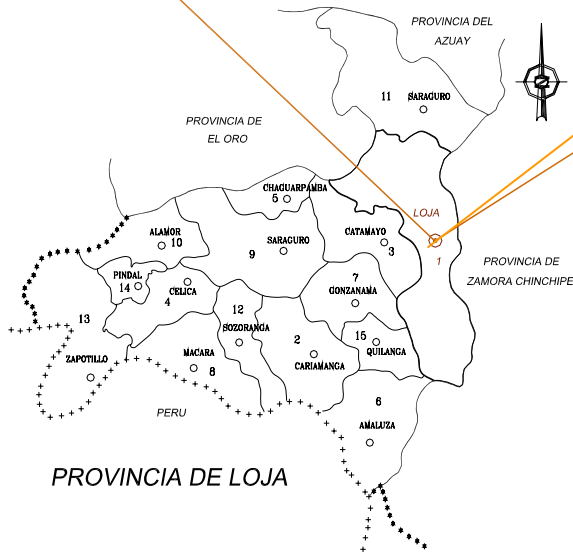 PROVINCIA DEL
AZUAY
11
SARAGURO
PROVINCIA DE
EL ORO
CHAGUARPAMBA
5
LOJA
ALAMOR
10
SARAGURO
9
CATAMAYO
3
1
PROVINCIA DE
ZAMORA CHINCHIPE
PINDAL
14
CELICA
4
7
GONZANAMA
12
SOZORANGA
13
2
15
QUILANGA
ZAPOTILLO
MACARA
8
CARIAMANGA
PERU
6
AMALUZA
PROVINCIA DE LOJA